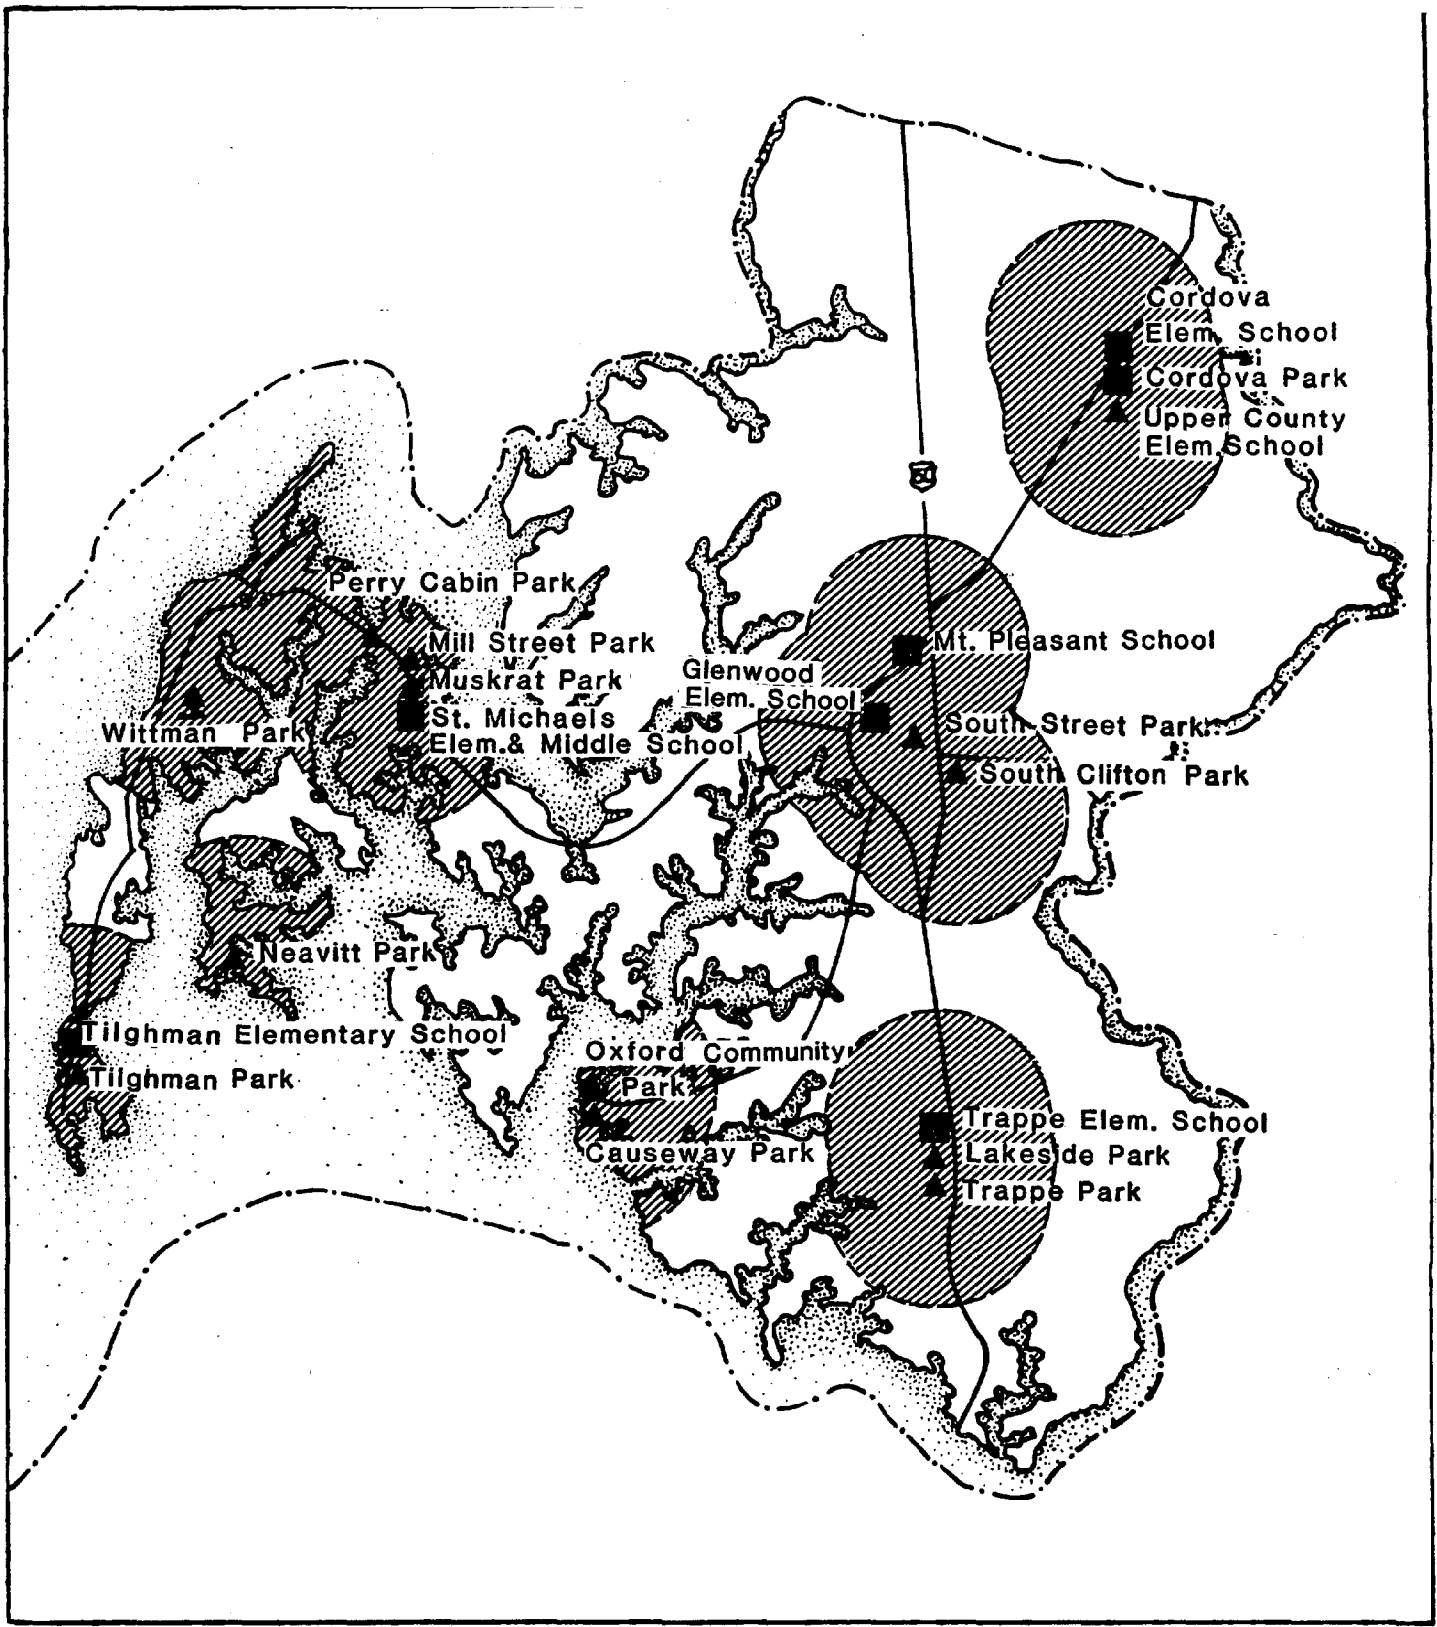 Cordova
Elem. School
Cordova Park
Upper County
Elem. School
50
Perry Cabin Park
Mill Street Park
Muskrat Park
St. Michaels
Elem.& Middle School
Wittman Park
Glenwood
Elem. School
Mt. Pleasant School
South Street Park
South Clifton Park
Neavitt Park
Tilghman Elementary School
Tilghman Park
Oxford Community
Park
Causeway Park
Trappe Elem. School
Lakeside Park
Trappe Park